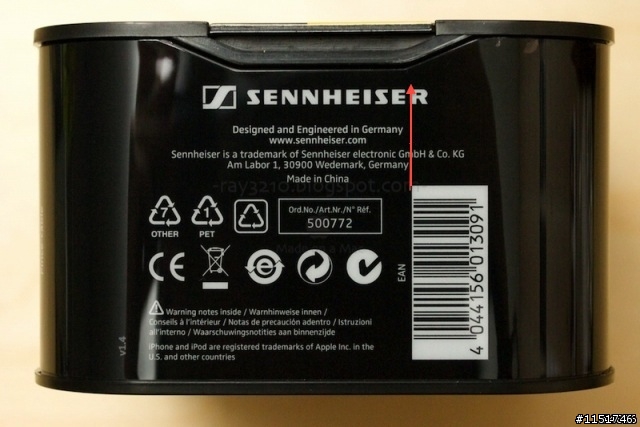 SENNHEISER
Designed and Engineered in Germany
www.sennheiser.com
Sennheiser is a trademark of Sennheiser electronic GmbH & Co. KG
Am Labor 1, 30900 Wedemark, Germany
Made in China
-ray3210.blogspot.com-
7
OTHER
1
PET
Ord.No./Art.Nr./N° Réf.
500772
CE
e
EAN
4 044156 013091
Warning notes inside / Warnhinweise innen /
Conseils à l'intérieur / Notas de precaución adentro / Istruzioni
all'interno / Waarschuwingsnotities aan binnenzijde
iPhone and iPod are registered trademarks of Apple Inc. in the
U.S. and other countries
v1.4